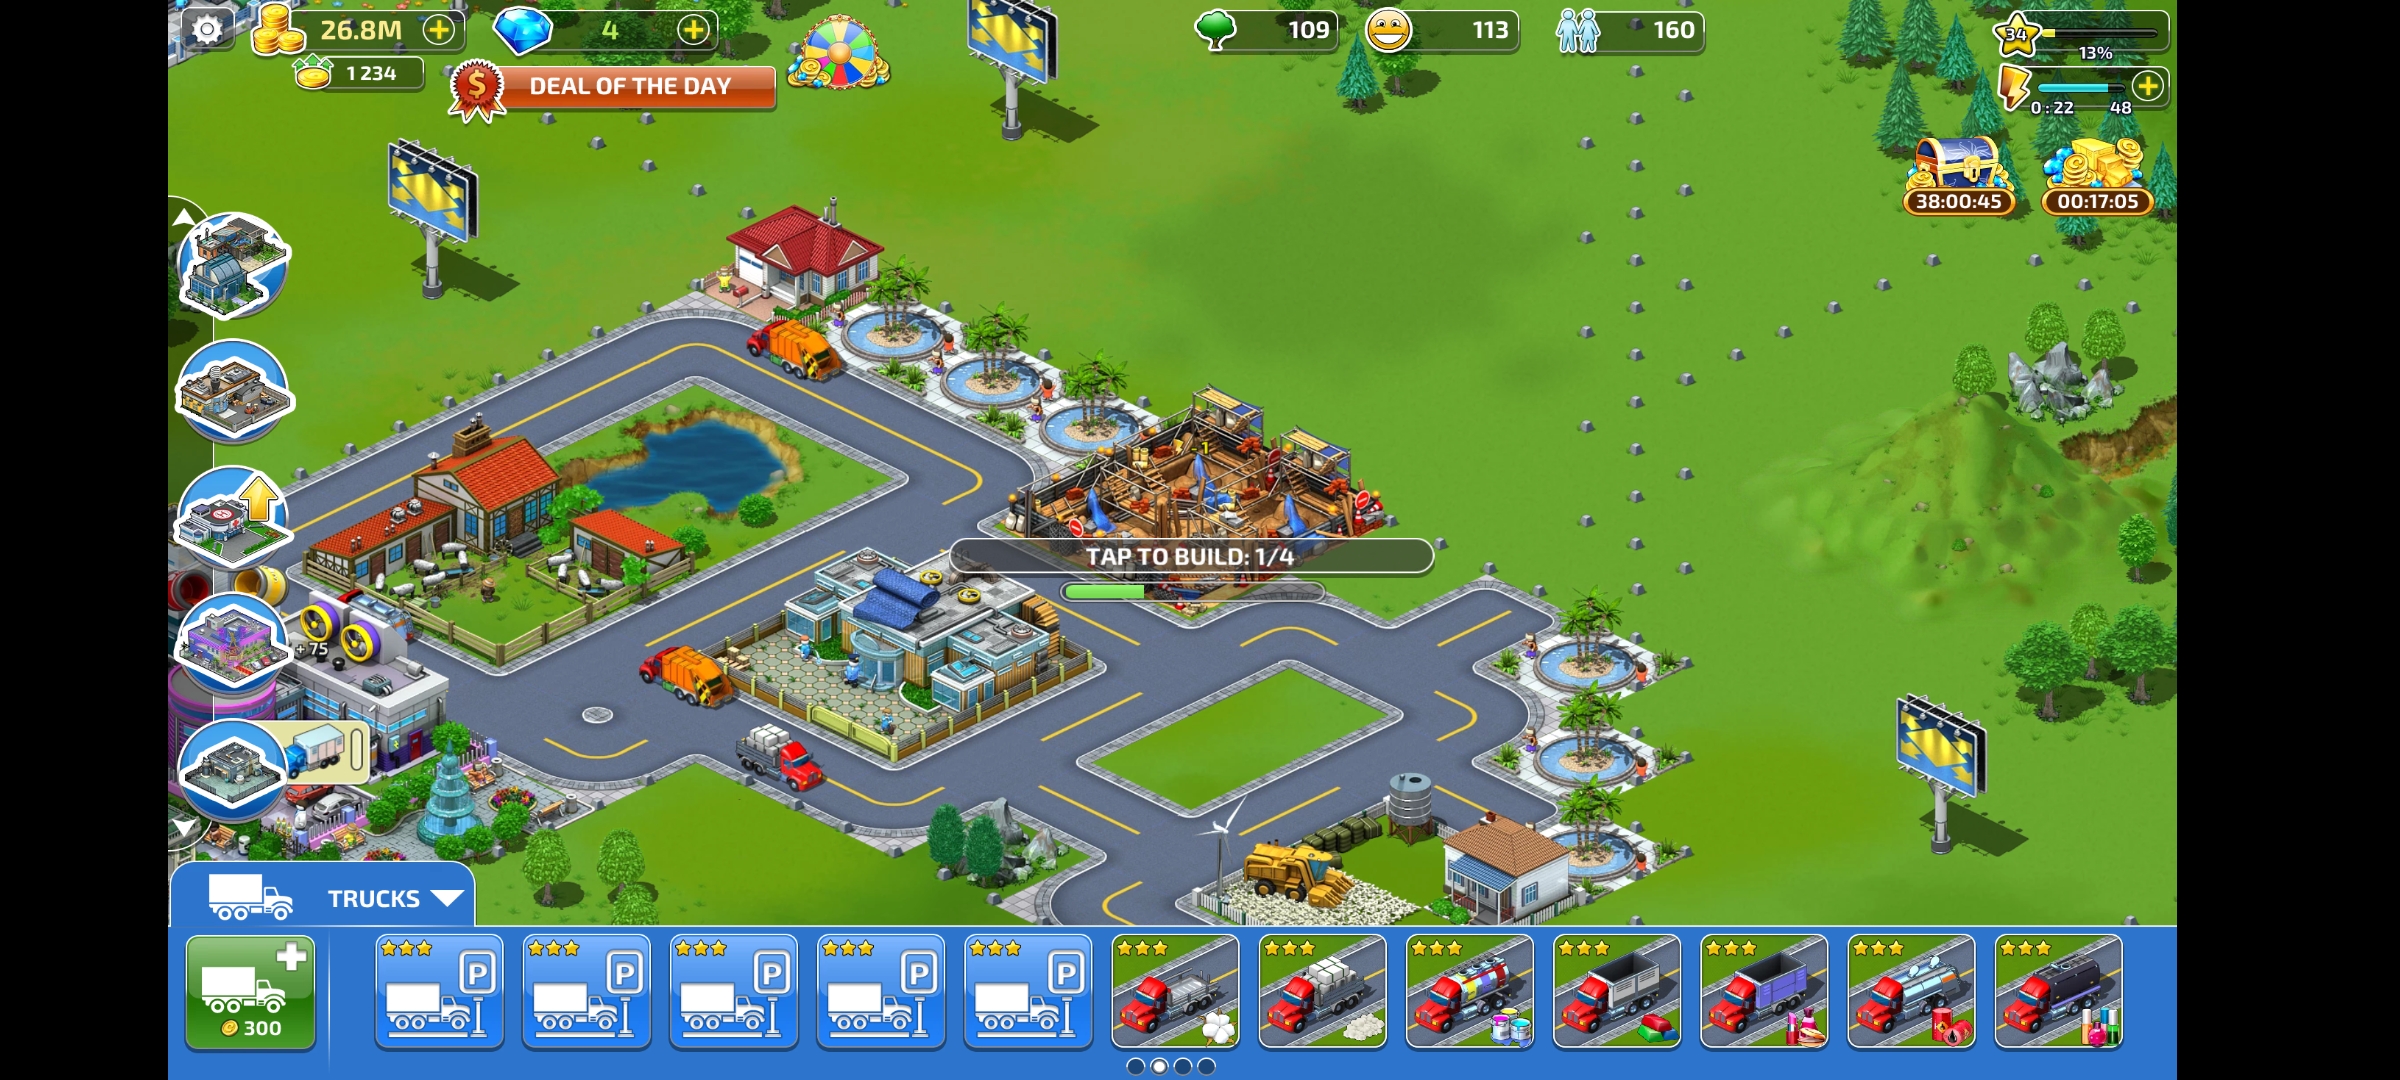 26.8M
4
109
113
160
34
13%
1 234
DEAL OF THE DAY
0:22
48
38:00:45
00:17:05
1
TAP TO BUILD: 1/4
+75
TRUCKS
300
P
P
P
P
P